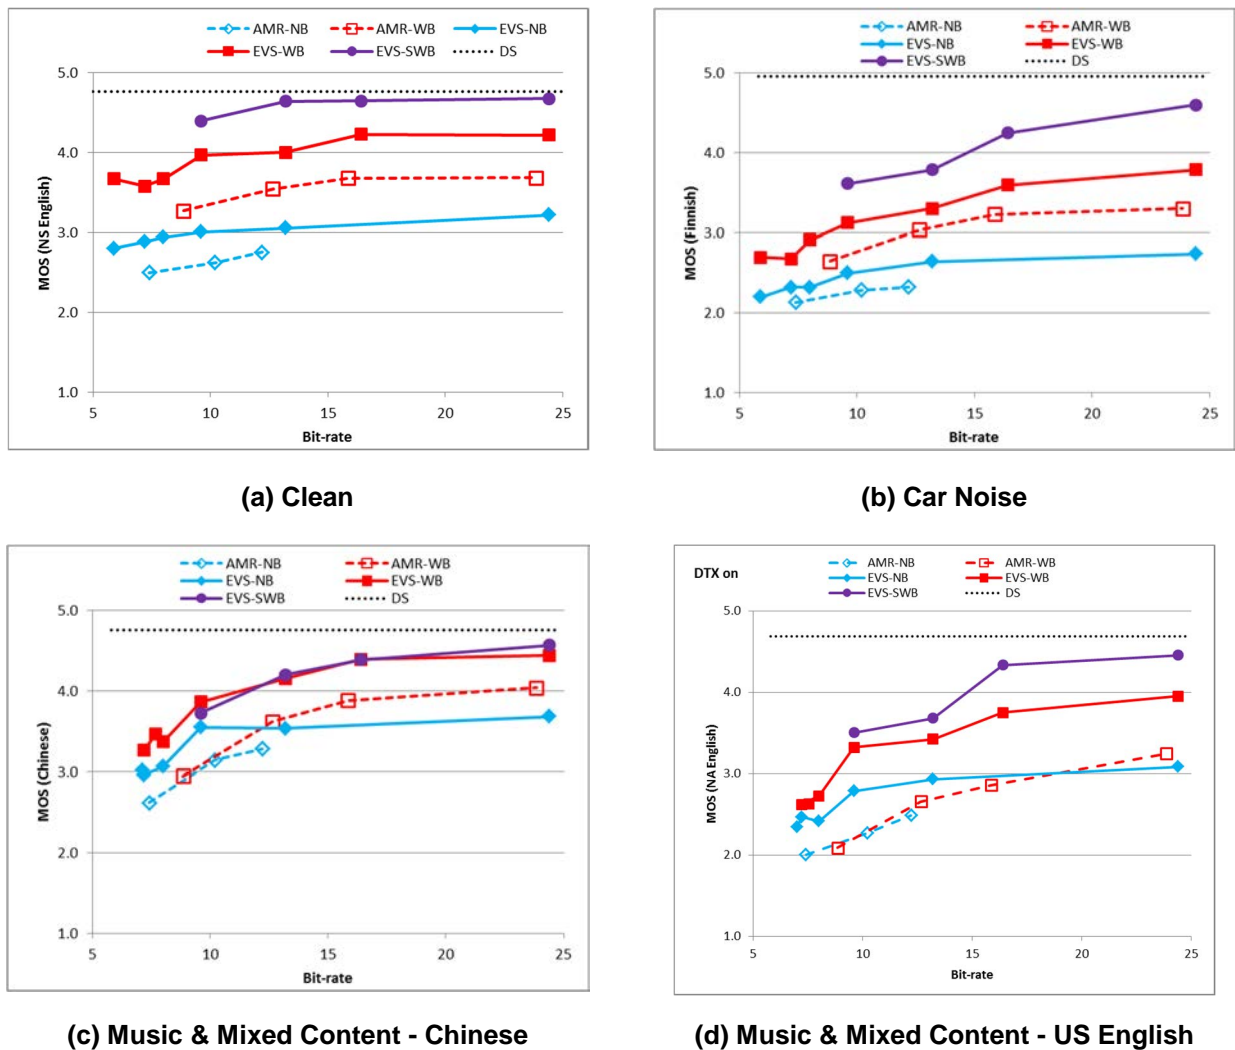 AMR-NB AMR-WB EVS-NB
EVS-WB EVS-SWB DS
5.0
4.0
3.0
2.0
1.0
MOS (NS English)
5 10 15 20 25
Bit-rate
(a) Clean
AMR-NB AMR-WB
EVS-NB EVS-WB
EVS-SWB DS
5.0
4.0
3.0
2.0
1.0
MOS (Finnish)
5 10 15 20 25
Bit-rate
(b) Car Noise
AMR-NB AMR-WB
EVS-NB EVS-WB
EVS-SWB DS
5.0
4.0
3.0
2.0
1.0
MOS (Chinese)
5 10 15 20 25
Bit-rate
(c) Music & Mixed Content - Chinese
DTX on
AMR-NB AMR-WB
EVS-NB EVS-WB
EVS-SWB DS
5.0
4.0
3.0
2.0
1.0
MOS (NA English)
5 10 15 20 25
Bit-rate
(d) Music & Mixed Content - US English